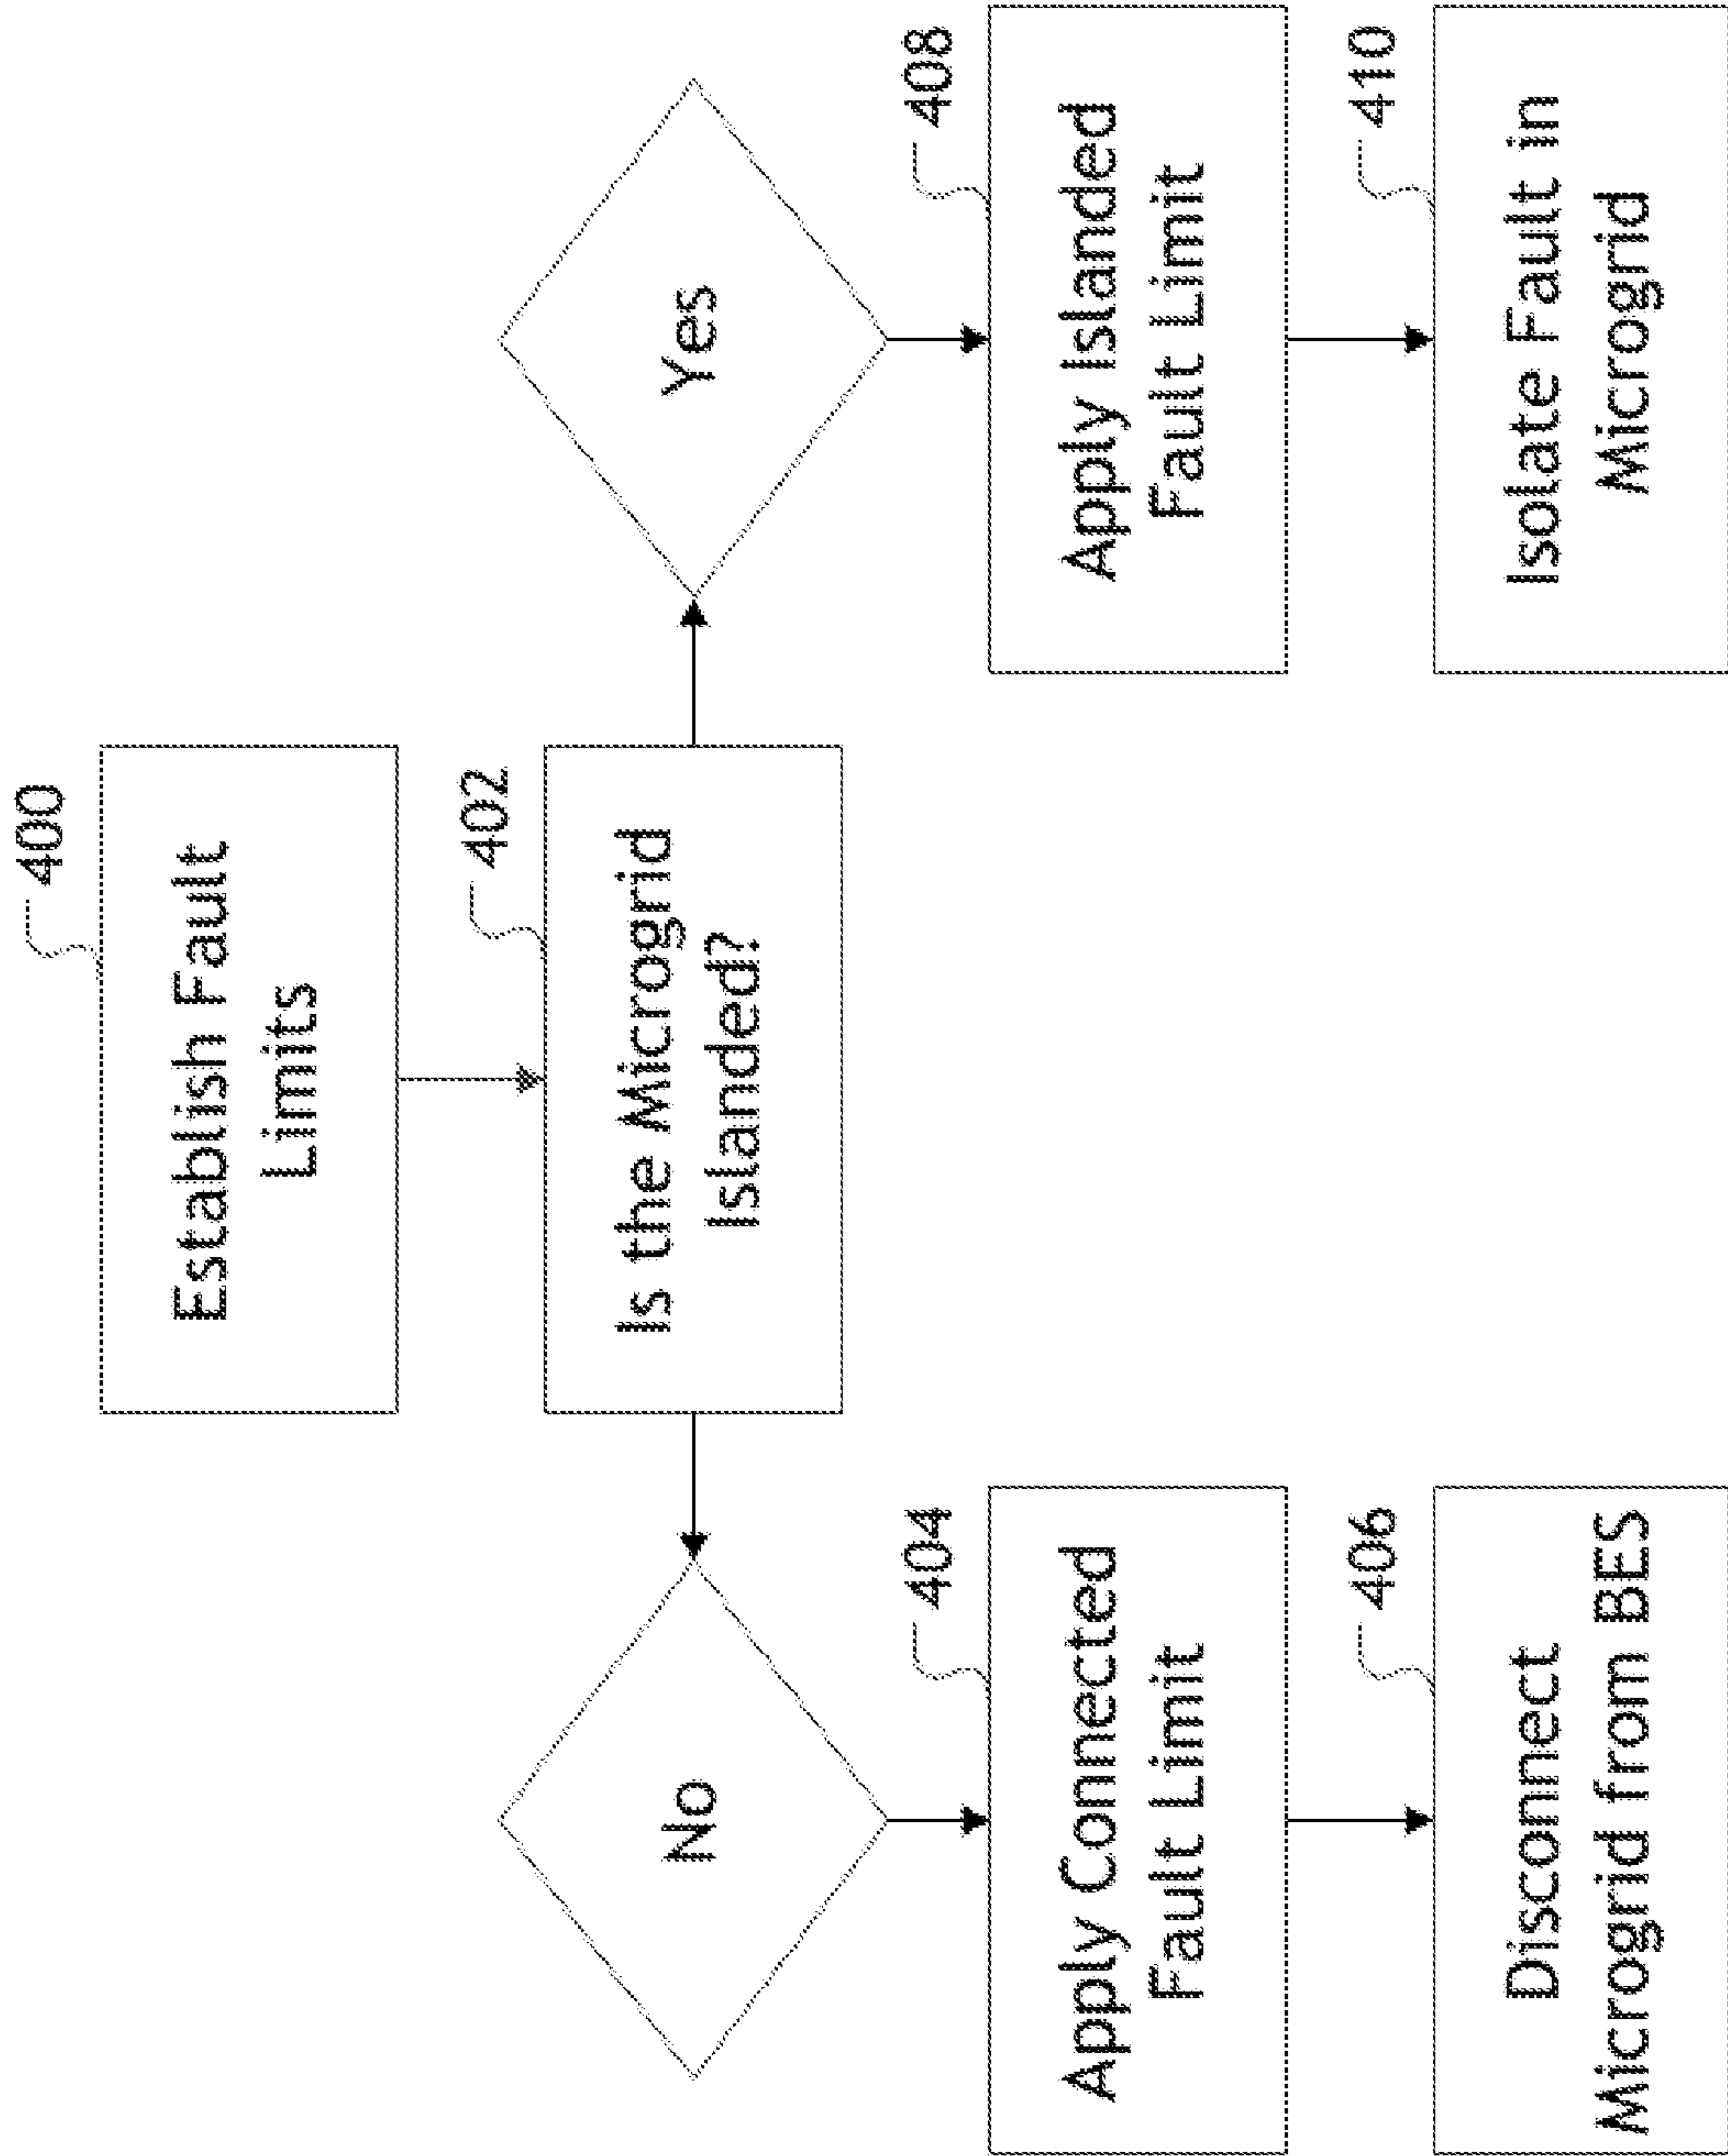 400
Establish Fault
Limits
402
Is the Microgrid
Islanded?
No
Yes
404
Apply Connected
Fault Limit
408
Apply Islanded
Fault Limit
406
Disconnect
Microgrid from BES
410
Isolate Fault in
Microgrid